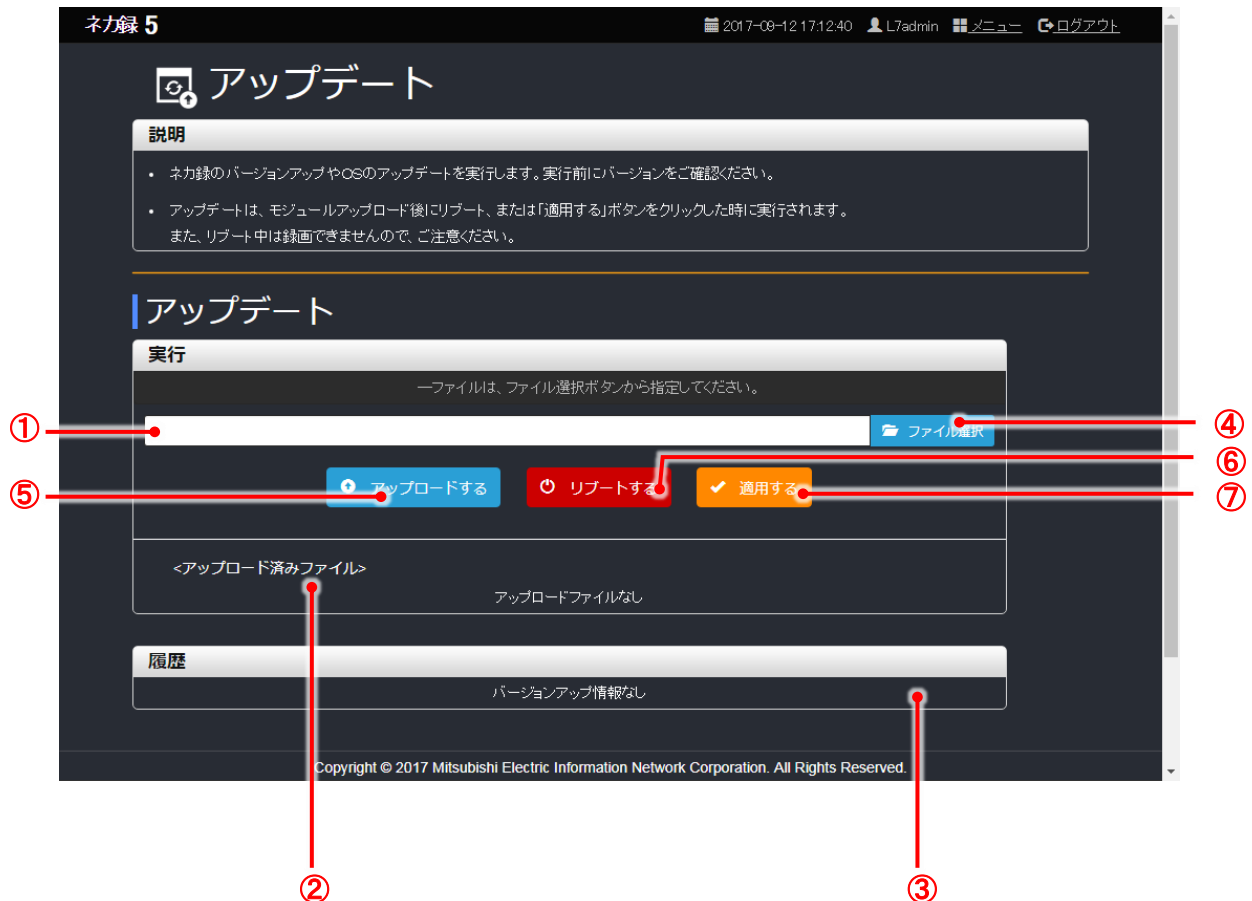 ネカ録 5 2017-09-12 17:12:40 L7admin メニュー ログアウト
アップデート
説明
• ネカ録のバージョンアップやOSのアップデートを実行します。実行前にバージョンをご確認ください。
• アップデートは、モジュールアップロード後にリブート、または「適用する」ボタンをクリックした時に実行されます。
また、リブート中は録画できませんので、ご注意ください。
アップデート
実行
―ファイルは、ファイル選択ボタンから指定してください。
① ファイル選択 ④
⑥
⑤ アップロードする リブートする 適用する ⑦
<アップロード済みファイル>
アップロードファイルなし
履歴
バージョンアップ情報なし
Copyright © 2017 Mitsubishi Electric Information Network Corporation. All Rights Reserved.
② ③